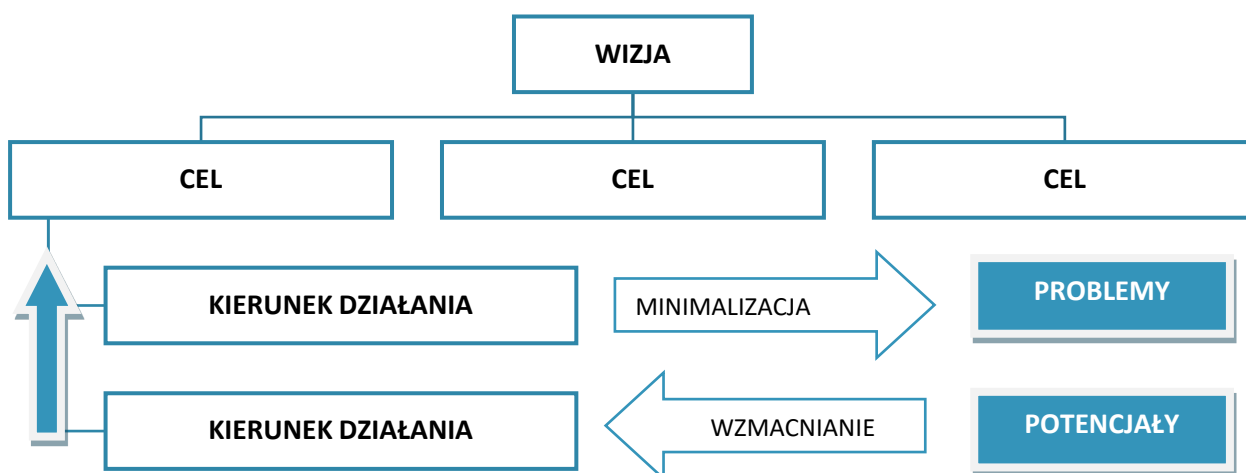 WIZJA
CEL
CEL
CEL
KIERUNEK DZIAŁANIA
MINIMALIZACJA
PROBLEMY
KIERUNEK DZIAŁANIA
WZMACNIANIE
POTENCJAŁY